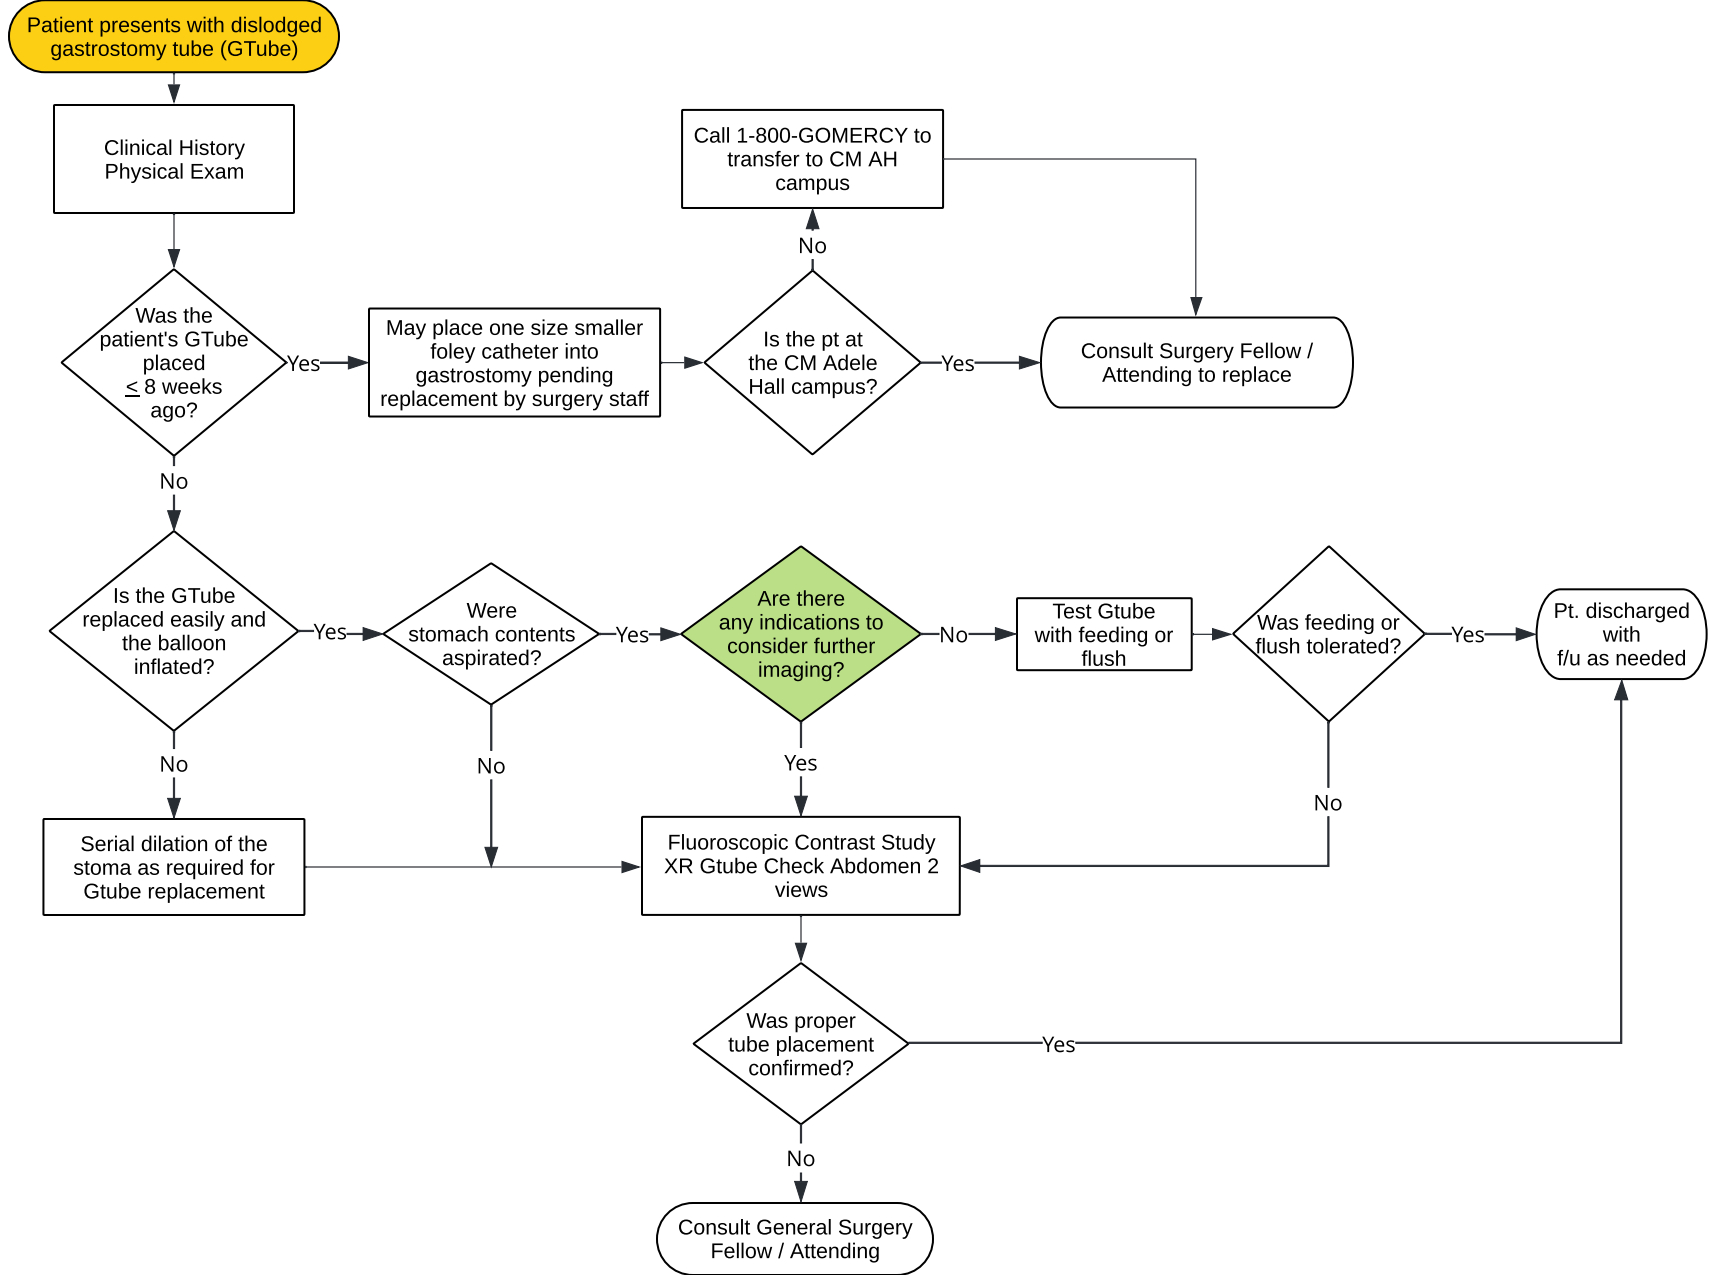 Patient presents with dislodged
gastrostomy tube (GTube)
Clinical History
Physical Exam
Call 1-800-GOMERCY to
transfer to CM AH
campus
No
Was the
patient's GTube
placed
≤ 8 weeks
ago?
Yes
May place one size smaller
foley catheter into
gastrostomy pending
replacement by surgery staff
Is the pt at
the CM Adele
Hall campus?
Yes
Consult Surgery Fellow /
Attending to replace
No
Is the GTube
replaced easily and
the balloon
inflated?
Yes
Were
stomach contents
aspirated?
Yes
Are there
any indications to
consider further
imaging?
No
Test Gtube
with feeding or
flush
Was feeding or
flush tolerated?
Yes
Pt. discharged
with
f/u as needed
No
No
Yes
No
Serial dilation of the
stoma as required for
Gtube replacement
Fluoroscopic Contrast Study
XR Gtube Check Abdomen 2
views
Was proper
tube placement
confirmed?
Yes
No
Consult General Surgery
Fellow / Attending